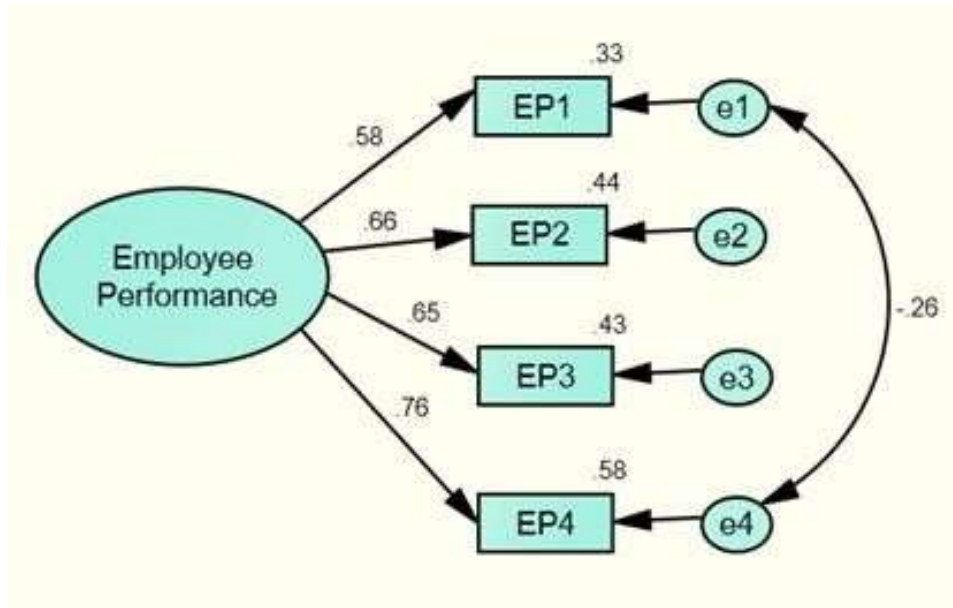 .33
EP1
e1
.58
.44
.66
EP2
e2
Employee
Performance
-.26
.65
.43
EP3
e3
.76
.58
EP4
e4